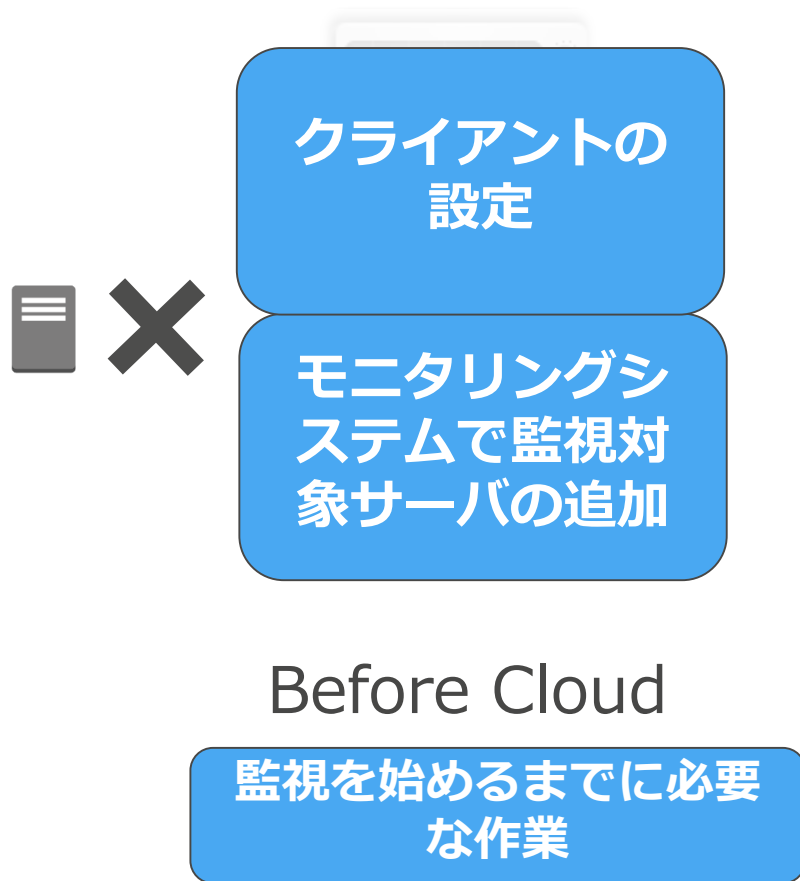 クライアントの
設定
モニタリングシ
ステムで監視対
象サーバの追加
Before Cloud
監視を始めるまでに必要
な作業